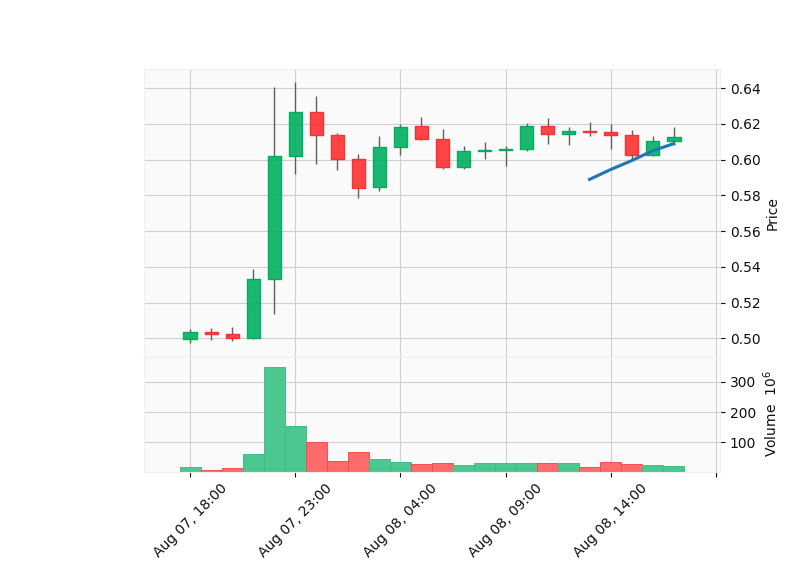 0.64
0.62
0.60
0.58
0.56
0.54
0.52
0.50
Price
300
200
100
Volume 10^6
Aug 07, 18:00
Aug 07, 23:00
Aug 08, 04:00
Aug 08, 09:00
Aug 08, 14:00